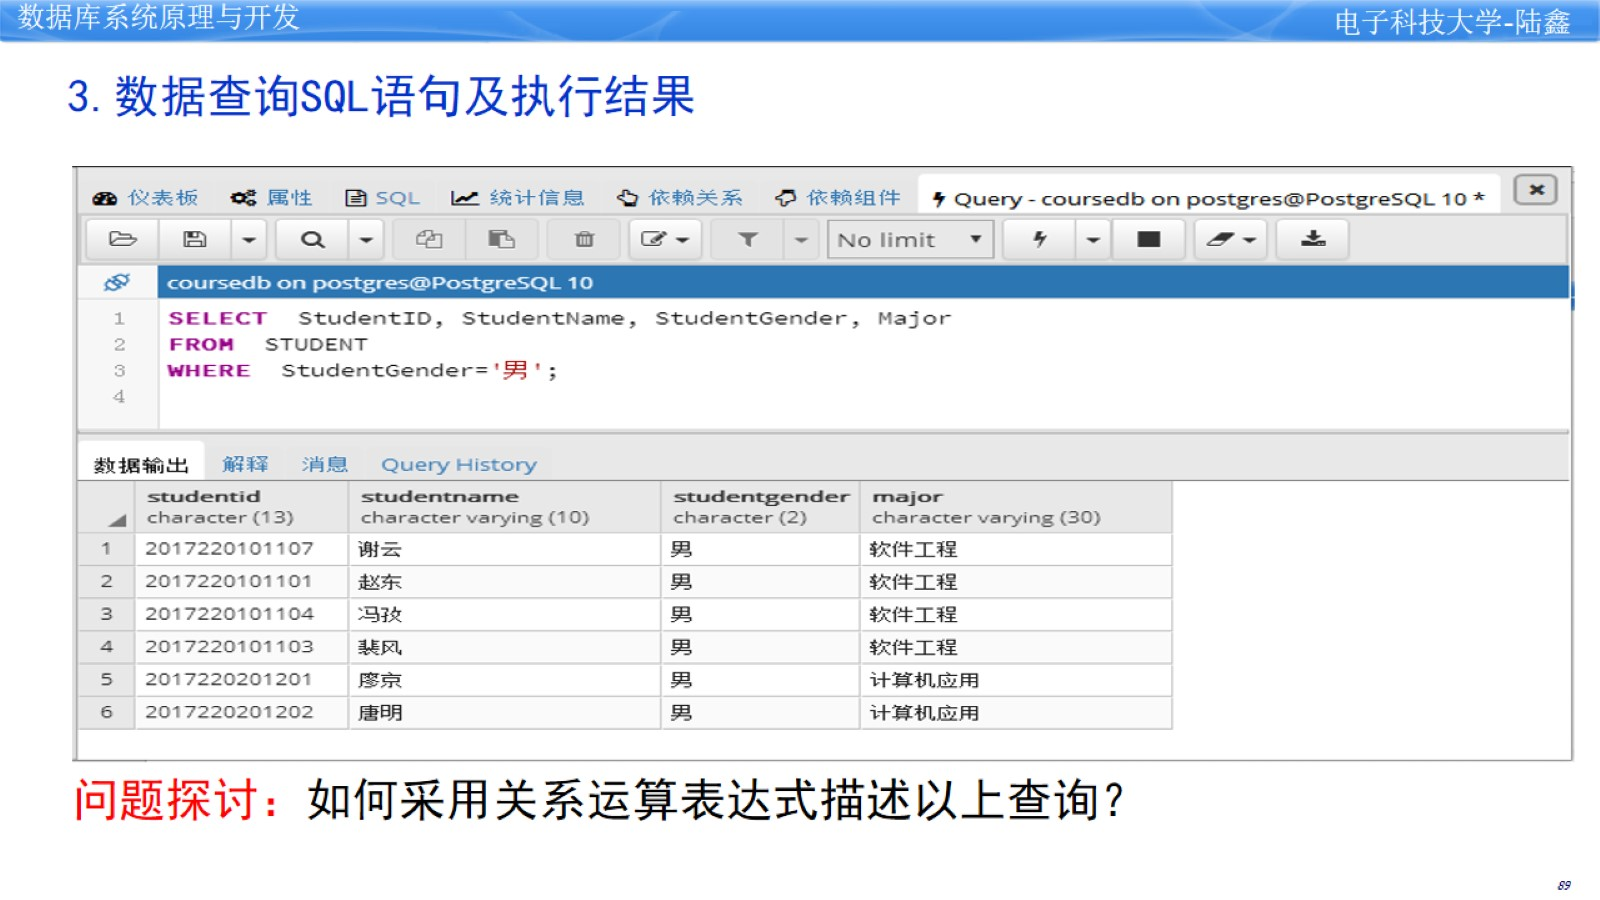 数据库系统原理与开发
电子科技大学-陆鑫
3.数据查询SQL语句及执行结果
仪表板 属性 SQL 统计信息 依赖关系 依赖组件 Query - coursedb on postgres@PostgreSQL 10 *
No limit
coursedb on postgres@PostgreSQL 10
1 SELECT StudentID, StudentName, StudentGender, Major
2 FROM STUDENT
3 WHERE StudentGender='男';
4
数据输出 解释 消息 Query History
studentid studentname studentgender major
character (13) character varying (10) character (2) character varying (30)
1 2017220101107 谢云 男 软件工程
2 2017220101101 赵东 男 软件工程
3 2017220101104 冯孜 男 软件工程
4 2017220101103 裴风 男 软件工程
5 2017220201201 廖京 男 计算机应用
6 2017220201202 唐明 男 计算机应用
问题探讨：如何采用关系运算表达式描述以上查询？
89